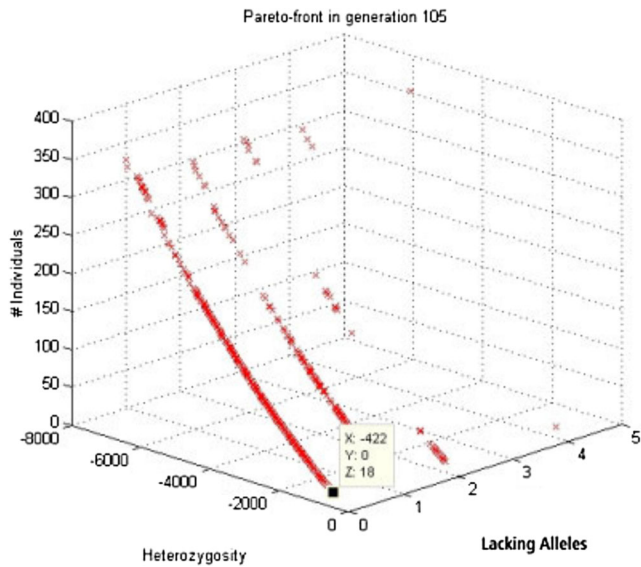 Pareto-front in generation 105
400
350
300
250
200
150
100
50
0
# Individuals
-8000
-6000
-4000
-2000
0
Heterozygosity
0
1
2
3
4
5
Lacking Alleles
X: -422
Y: 0
Z: 18